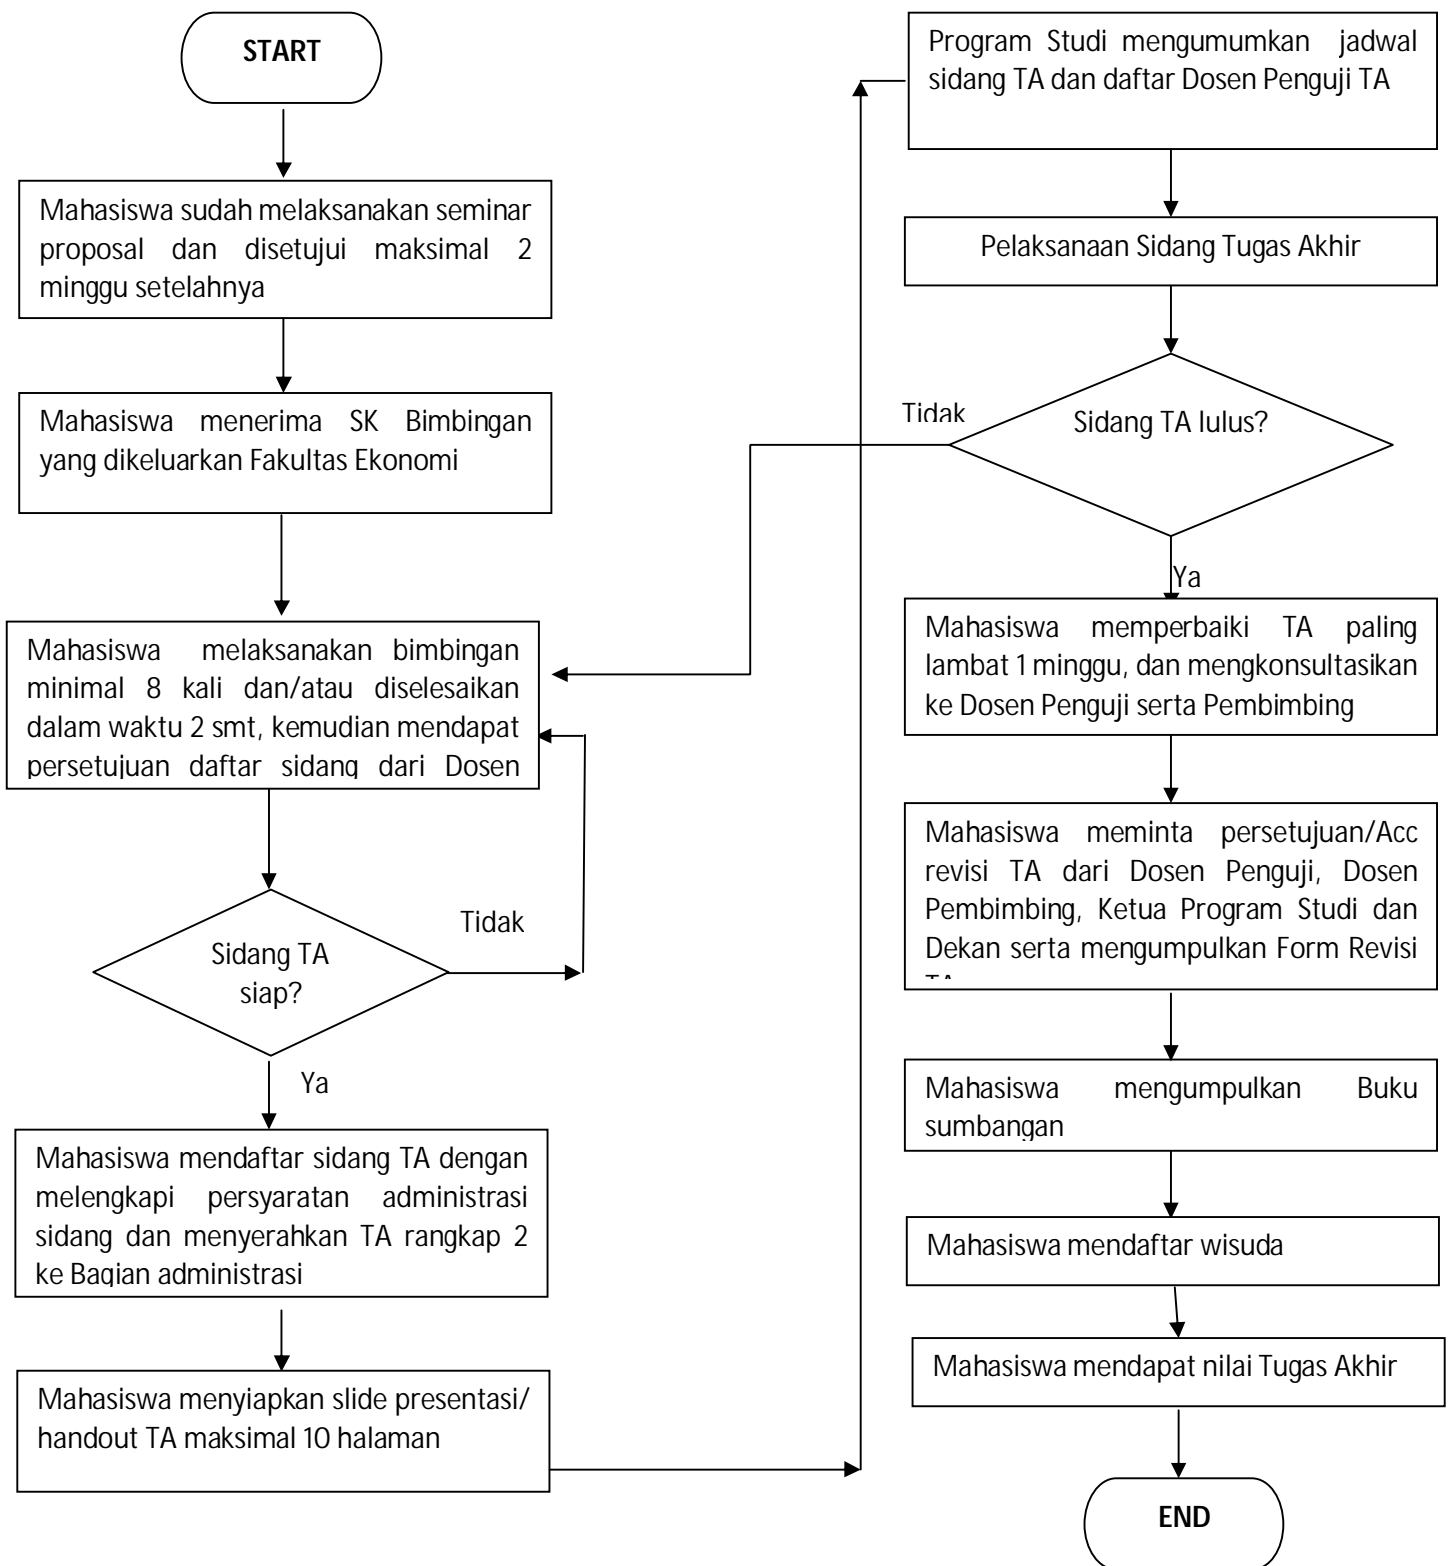 START
Mahasiswa sudah melaksanakan seminar
proposal dan disetujui maksimal 2
minggu setelahnya
Mahasiswa menerima SK Bimbingan
yang dikeluarkan Fakultas Ekonomi
Mahasiswa melaksanakan bimbingan
minimal 8 kali dan/atau diselesaikan
dalam waktu 2 smt, kemudian mendapat
persetujuan daftar sidang dari Dosen
Sidang TA
siap?
Tidak
Ya
Mahasiswa mendaftar sidang TA dengan
melengkapi persyaratan administrasi
sidang dan menyerahkan TA rangkap 2
ke Bagian administrasi
Mahasiswa menyiapkan slide presentasi/
handout TA maksimal 10 halaman
Program Studi mengumumkan jadwal
sidang TA dan daftar Dosen Penguji TA
Pelaksanaan Sidang Tugas Akhir
Tidak
Sidang TA lulus?
Ya
Mahasiswa memperbaiki TA paling
lambat 1 minggu, dan mengkonsultasikan
ke Dosen Penguji serta Pembimbing
Mahasiswa meminta persetujuan/Acc
revisi TA dari Dosen Penguji, Dosen
Pembimbing, Ketua Program Studi dan
Dekan serta mengumpulkan Form Revisi
Mahasiswa mengumpulkan Buku
sumbangan
Mahasiswa mendaftar wisuda
Mahasiswa mendapat nilai Tugas Akhir
END